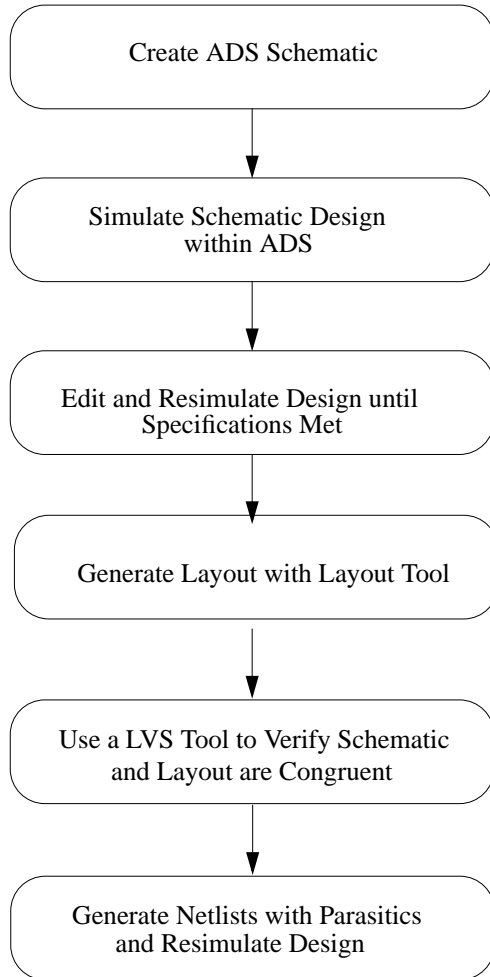 Create ADS Schematic
Simulate Schematic Design
within ADS
Edit and Resimulate Design until
Specifications Met
Generate Layout with Layout Tool
Use a LVS Tool to Verify Schematic
and Layout are Congruent
Generate Netlists with Parasitics
and Resimulate Design